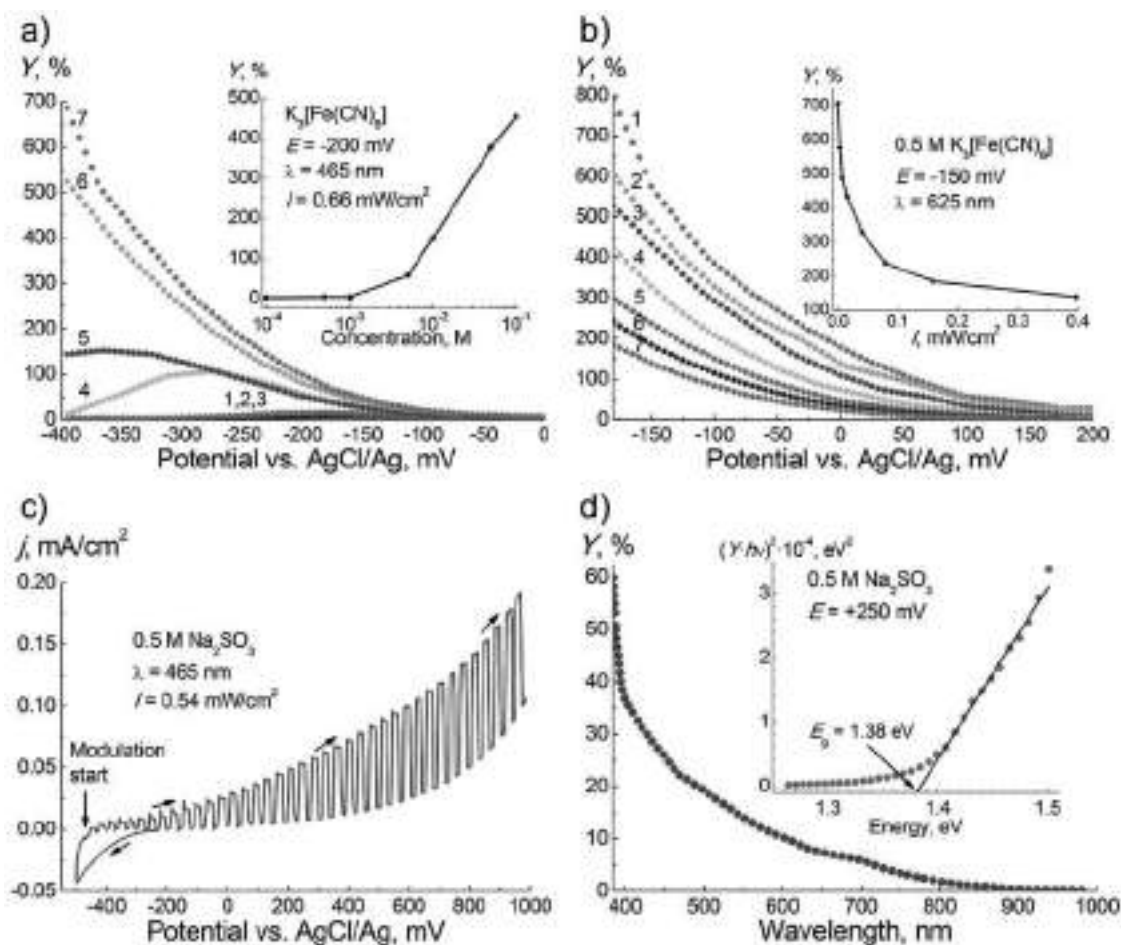 a)
Y, %
700
600
500
400
300
200
100
0
7
6
5
4
1,2,3
-400 -350 -300 -250 -200 -150 -100 -50 0
Potential vs. AgCl/Ag, mV
Y, %
500
400
300
200
100
0
K₃[Fe(CN)₆]
E = -200 mV
λ = 465 nm
I = 0.66 mW/cm²
10⁻⁴ 10⁻³ 10⁻² 10⁻¹
Concentration, M
b)
Y, %
800
700
600
500
400
300
200
100
0
1
2
3
4
5
6
7
-150 -100 -50 0 50 100 150 200
Potential vs. AgCl/Ag, mV
Y, %
700
600
500
400
300
200
100
0.5 M K₃[Fe(CN)₆]
E = -150 mV
λ = 625 nm
0.0 0.1 0.2 0.3 0.4
I, mW/cm²
c)
j, mA/cm²
0.20
0.15
0.10
0.05
0.00
-0.05
0.5 M Na₂SO₃
λ = 465 nm
I = 0.54 mW/cm²
Modulation
start
-400 -200 0 200 400 600 800 1000
Potential vs. AgCl/Ag, mV
d)
Y, %
60
50
40
30
20
10
0
400 500 600 700 800 900 1000
Wavelength, nm
(Y·hν)²·10⁻⁴, eV²
3
2
1
0
0.5 M Na₂SO₃
E = +250 mV
E₉ = 1.38 eV
1.3 1.4 1.5
Energy, eV